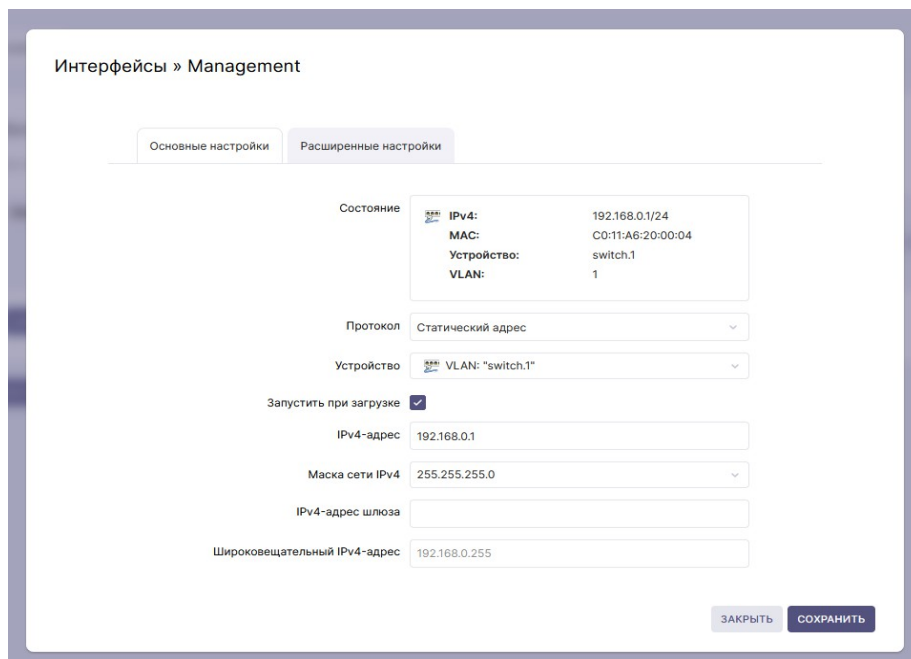 Интерфейсы » Management
Основные настройки Расширенные настройки
Состояние
IPv4: 192.168.0.1/24
MAC: C0:11:A6:20:00:04
Устройство: switch.1
VLAN: 1
Протокол Статический адрес
Устройство VLAN: "switch.1"
Запустить при загрузке
IPv4-адрес 192.168.0.1
Маска сети IPv4 255.255.255.0
IPv4-адрес шлюза
Широковещательный IPv4-адрес 192.168.0.255
ЗАКРЫТЬ СОХРАНИТЬ